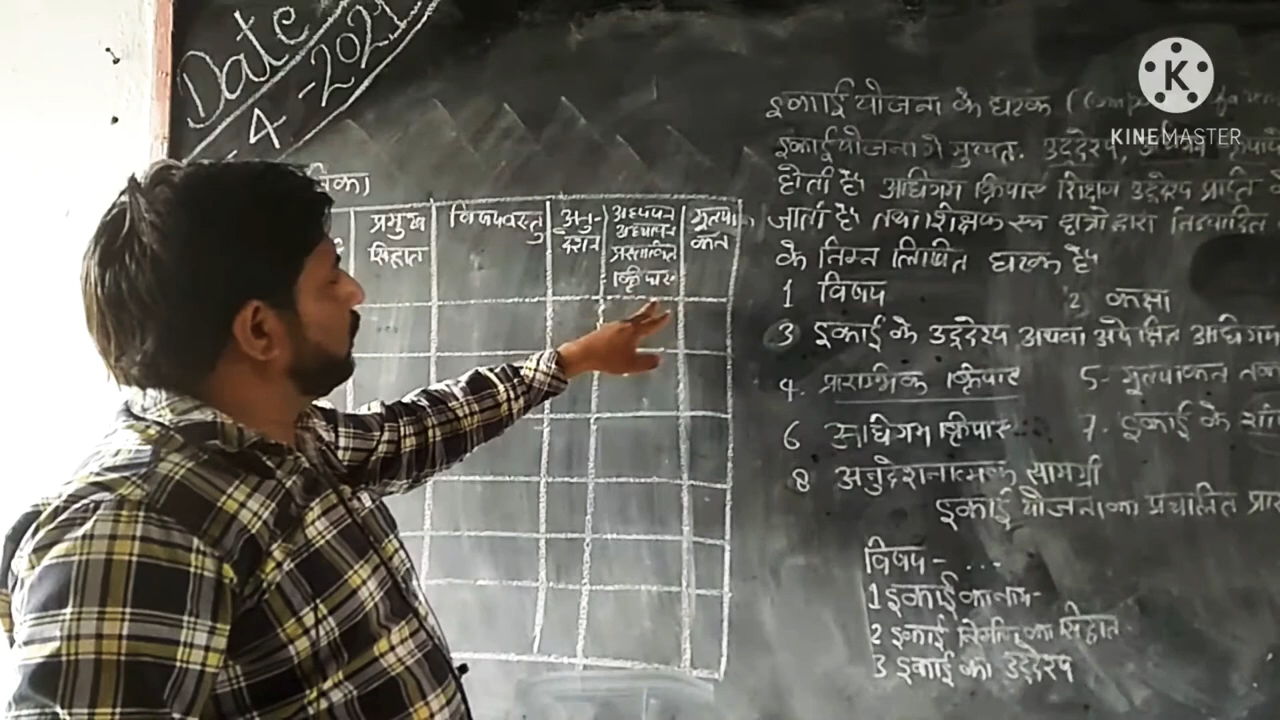 Date
-4-2021
प्रमुख
सिद्धांत
विषयवस्तु
अनु-
देशन
अध्ययन
अध्यापन
प्रस्तावित
क्रियाएं
मूल्यां
कन
इकाई योजना के घटक (
इकाई योजना में मुख्यत. उद्देश्य,
होती है। अधिगम क्रियाएं शिक्षण उद्देश्य प्राप्ति
जाता है। तथा शिक्षक एवं छात्रों द्वारा
के निम्न लिखित घटक है।
1 विषय
2 कक्षा
3 इकाई के उद्देश्य अथवा अपेक्षित अधिगम
4. प्रारम्भिक क्रियाएं
5- मूल्यांकन
6 अधिगम क्रियाएं
7. इकाई के
8 अनुदेशनात्मक सामग्री
इकाई योजना का प्रचलित
विषय - ...
1 इकाई का नाम-
2 इकाई निर्माण का सिद्धांत
3 इकाई का उद्देश्य
KINEMASTER